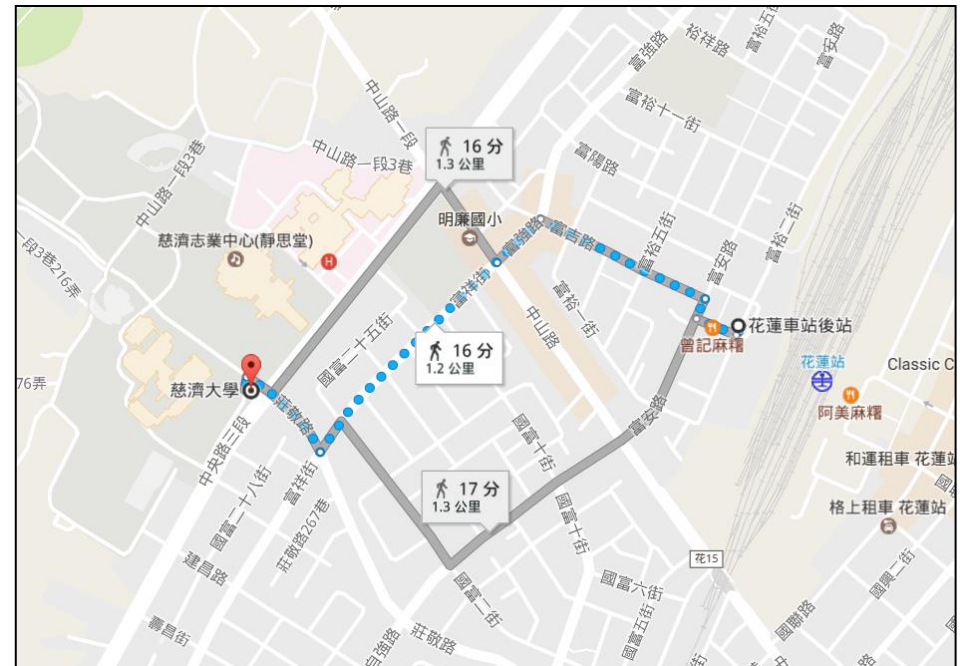 富裕五街
裕祥路
富強路
富安路
中山路一段
富裕十一街
16 分
1.3 公里
中山路一段3巷
中山路一段3巷
富陽路
明廉國小
富強路
富吉路
富裕五街
富裕二街
富安路
慈濟志業中心(靜思堂)
H
一段3巷216弄
富祥街
富裕一街
中山路
花蓮車站後站
曾記麻糬
國富二十五街
16 分
1.2 公里
花蓮站
Classic C
76弄
慈濟大學
莊敬路
阿美麻糬
富安路
中央路三段
國富十街
和運租車 花蓮
富祥街
國富二十八街
17 分
1.3 公里
格上租車 花蓮站
莊敬路267巷
國富十街
建昌路
花15
國富二街
國富六街
國興二街
國聯路
壽昌街
莊敬路
自強路
國富五街